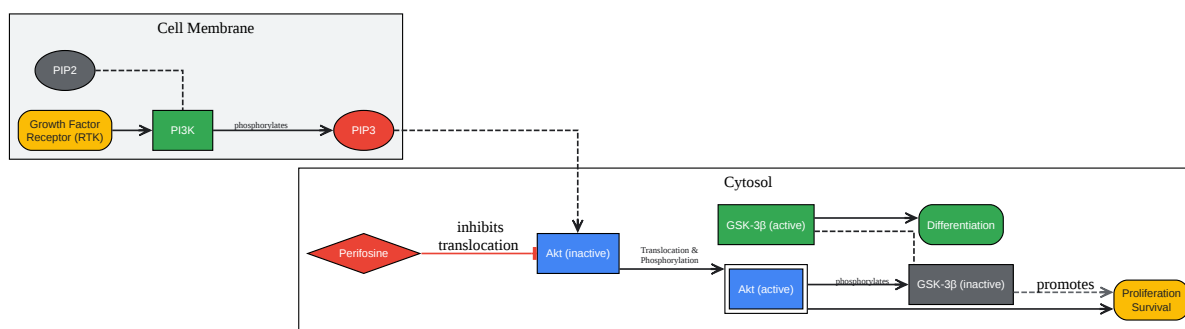 Cell Membrane
PIP2
Growth Factor
Receptor (RTK)
PI3K
phosphorylates
PIP3
Cytosol
Perifosine
inhibits
translocation
Akt (inactive)
Translocation &
Phosphorylation
GSK-3β (active)
Differentiation
Akt (active)
phosphorylates
GSK-3β (inactive)
promotes
Proliferation
Survival